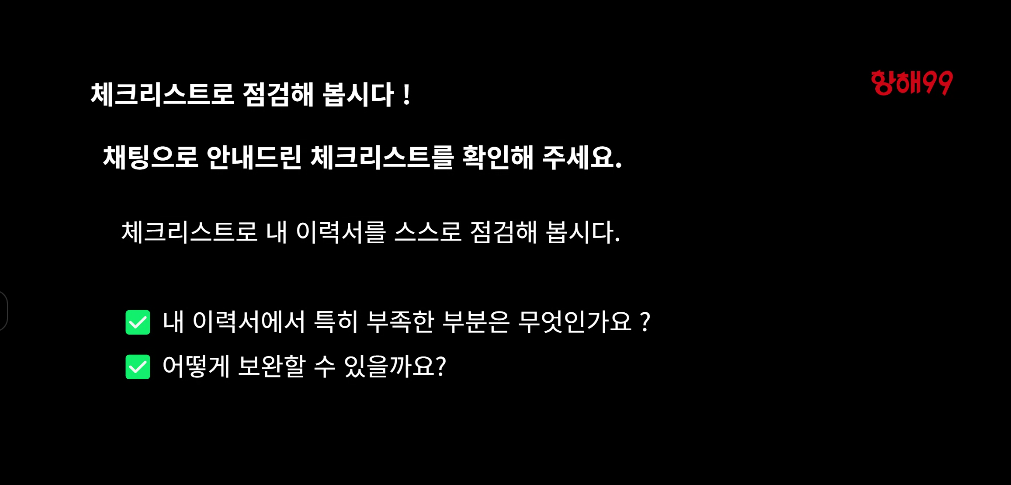 체크리스트로 점검해 봅시다 !
항해99
채팅으로 안내드린 체크리스트를 확인해 주세요.
체크리스트로 내 이력서를 스스로 점검해 봅시다.
내 이력서에서 특히 부족한 부분은 무엇인가요 ?
어떻게 보완할 수 있을까요?